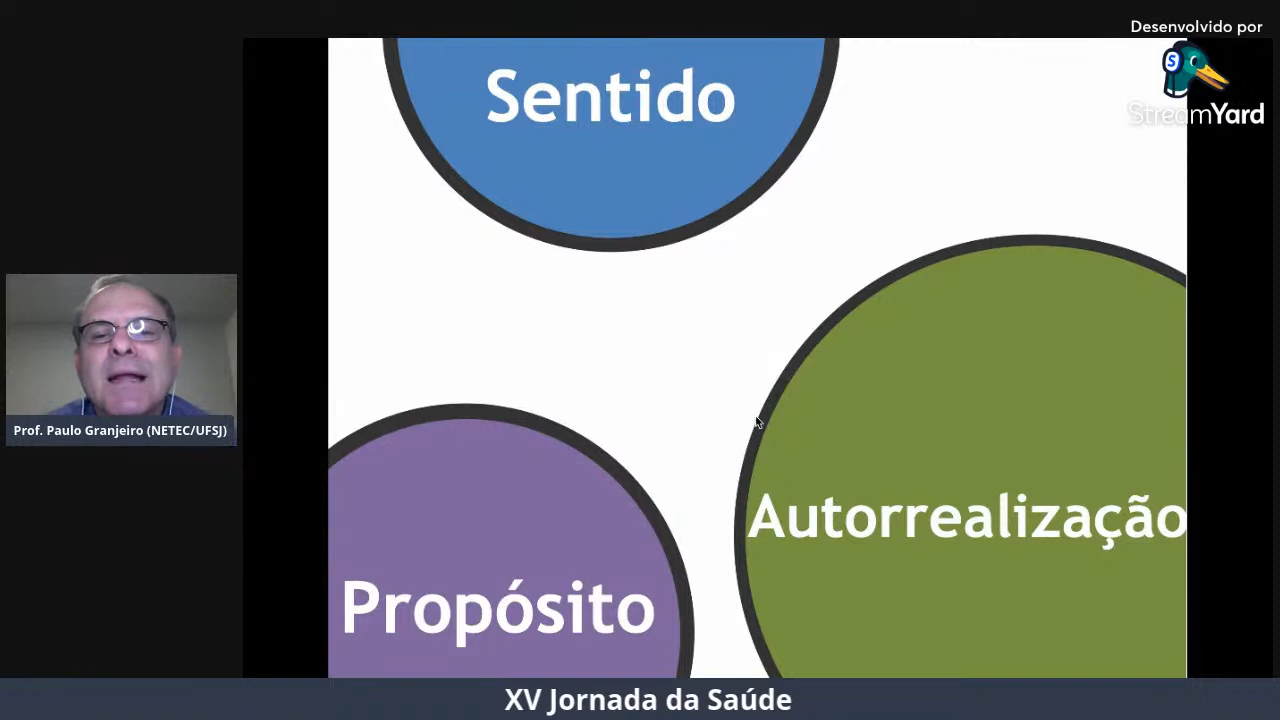 Desenvolvido por
StreamYard
Sentido
Autorrealização
Propósito
Prof. Paulo Granjeiro (NETEC/UFSJ)
XV Jornada da Saúde